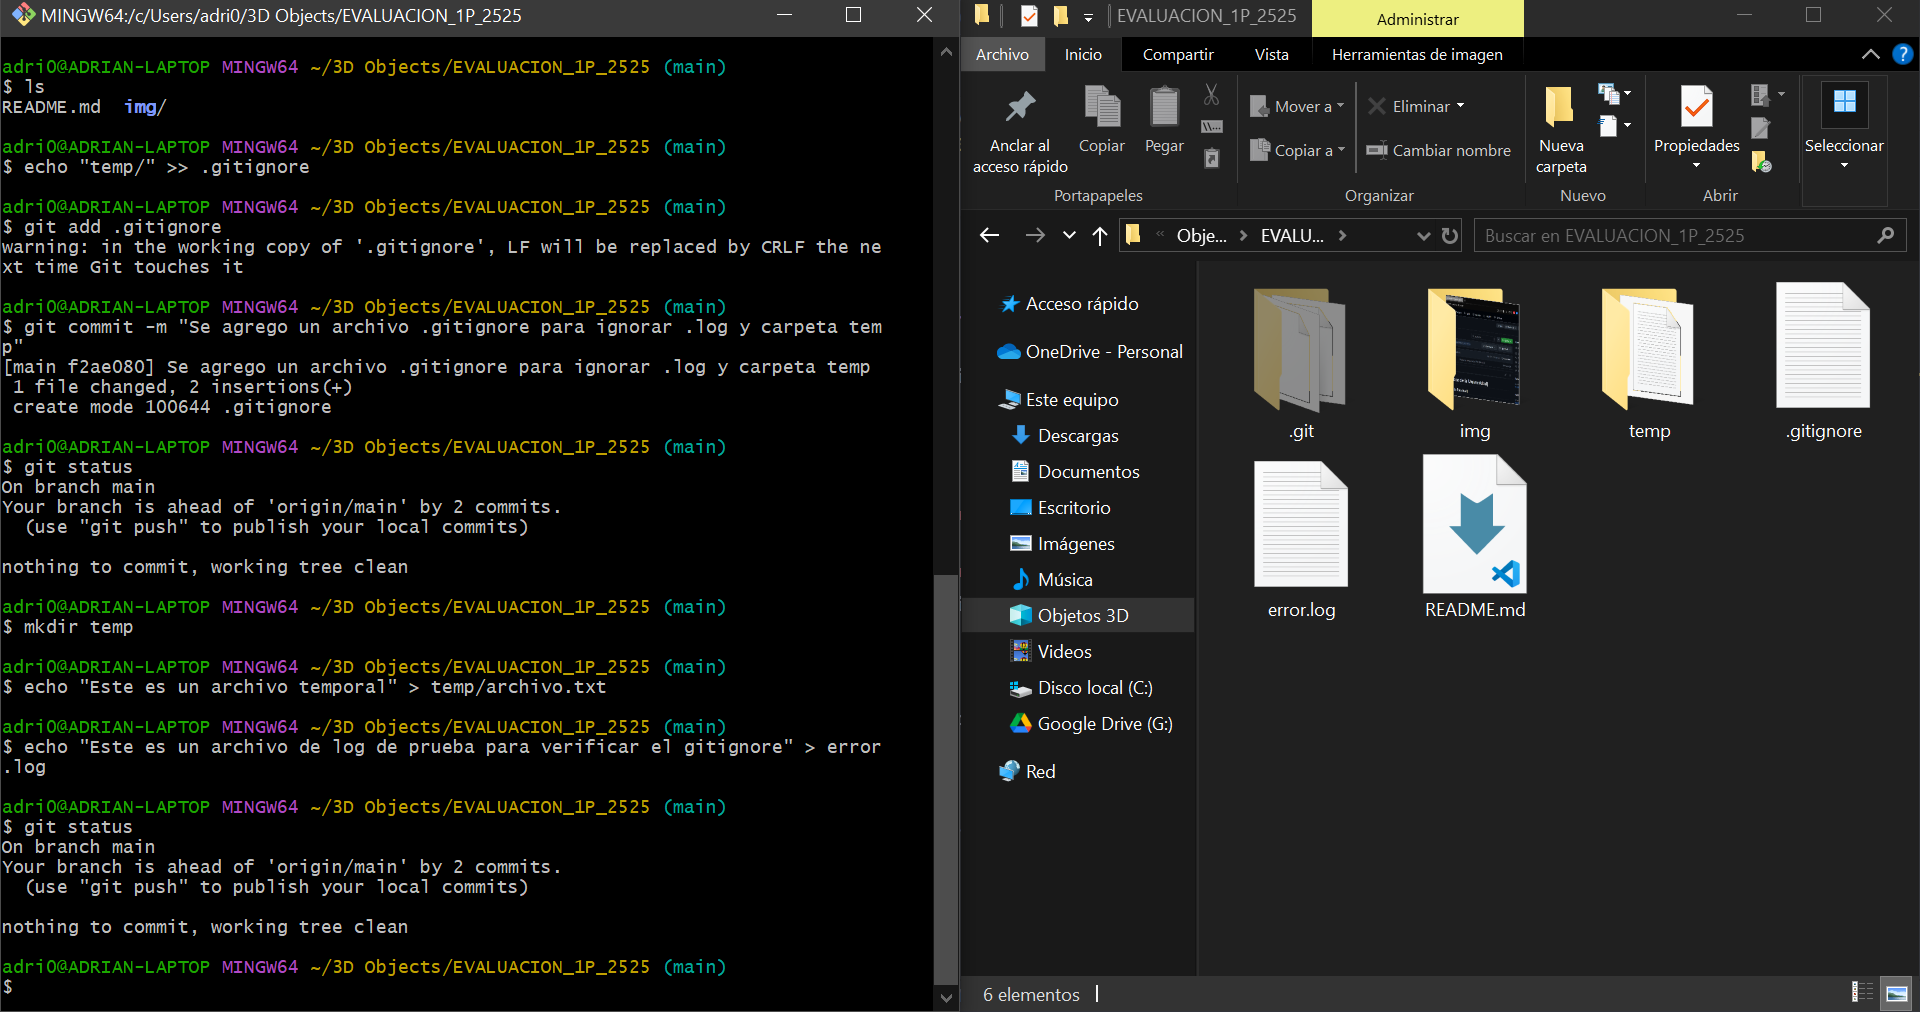 MINGW64:/c/Users/adri0/3D Objects/EVALUACION_1P_2525
adri0@ADRIAN-LAPTOP MINGW64 ~/3D Objects/EVALUACION_1P_2525 (main)
$ ls
README.md  img/
adri0@ADRIAN-LAPTOP MINGW64 ~/3D Objects/EVALUACION_1P_2525 (main)
$ echo "temp/" >> .gitignore
adri0@ADRIAN-LAPTOP MINGW64 ~/3D Objects/EVALUACION_1P_2525 (main)
$ git add .gitignore
warning: in the working copy of '.gitignore', LF will be replaced by CRLF the ne
xt time Git touches it
adri0@ADRIAN-LAPTOP MINGW64 ~/3D Objects/EVALUACION_1P_2525 (main)
$ git commit -m "Se agrego un archivo .gitignore para ignorar .log y carpeta tem
p"
[main f2ae080] Se agrego un archivo .gitignore para ignorar .log y carpeta temp
 1 file changed, 2 insertions(+)
 create mode 100644 .gitignore
adri0@ADRIAN-LAPTOP MINGW64 ~/3D Objects/EVALUACION_1P_2525 (main)
$ git status
On branch main
Your branch is ahead of 'origin/main' by 2 commits.
  (use "git push" to publish your local commits)
nothing to commit, working tree clean
adri0@ADRIAN-LAPTOP MINGW64 ~/3D Objects/EVALUACION_1P_2525 (main)
$ mkdir temp
adri0@ADRIAN-LAPTOP MINGW64 ~/3D Objects/EVALUACION_1P_2525 (main)
$ echo "Este es un archivo temporal" > temp/archivo.txt
adri0@ADRIAN-LAPTOP MINGW64 ~/3D Objects/EVALUACION_1P_2525 (main)
$ echo "Este es un archivo de log de prueba para verificar el gitignore" > error
.log
adri0@ADRIAN-LAPTOP MINGW64 ~/3D Objects/EVALUACION_1P_2525 (main)
$ git status
On branch main
Your branch is ahead of 'origin/main' by 2 commits.
  (use "git push" to publish your local commits)
nothing to commit, working tree clean
adri0@ADRIAN-LAPTOP MINGW64 ~/3D Objects/EVALUACION_1P_2525 (main)
$
EVALUACION_1P_2525
Administrar
Archivo
Inicio
Compartir
Vista
Herramientas de imagen
Anclar al
acceso rápido
Copiar
Pegar
Portapapeles
Mover a
Copiar a
Eliminar
Cambiar nombre
Organizar
Nueva
carpeta
Nuevo
Propiedades
Abrir
Seleccionar
« Obje... > EVALU... >
Buscar en EVALUACION_1P_2525
Acceso rápido
OneDrive - Personal
Este equipo
Descargas
Documentos
Escritorio
Imágenes
Música
Objetos 3D
Videos
Disco local (C:)
Google Drive (G:)
Red
.git
img
temp
.gitignore
error.log
README.md
6 elementos